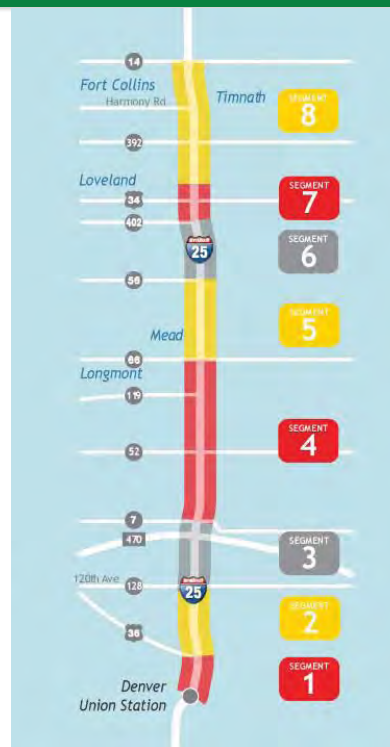 14
Fort Collins
Harmony Rd
Timnath
SEGMENT
8
392
Loveland
34
402
SEGMENT
7
25
SEGMENT
6
56
SEGMENT
5
Mead
66
Longmont
119
SEGMENT
4
52
7
470
SEGMENT
3
120th Ave
128
25
SEGMENT
2
36
SEGMENT
1
Denver
Union Station